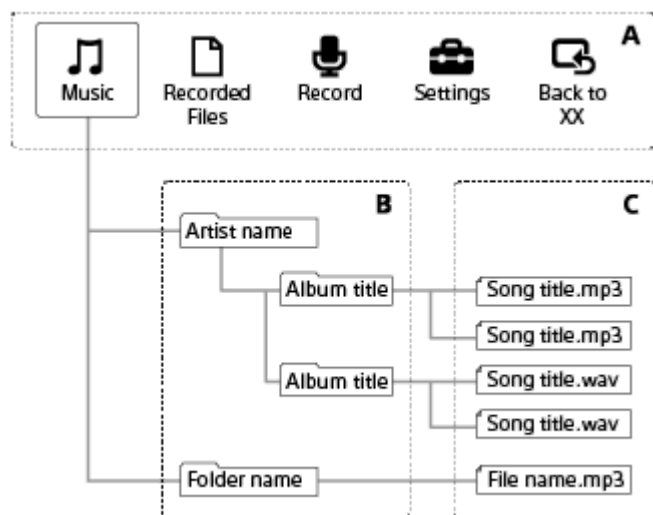 A
Music
Recorded
Files
Record
Settings
Back to
XX
B
C
Artist name
Album title
Song title.mp3
Song title.mp3
Album title
Song title.wav
Song title.wav
Folder name
File name.mp3